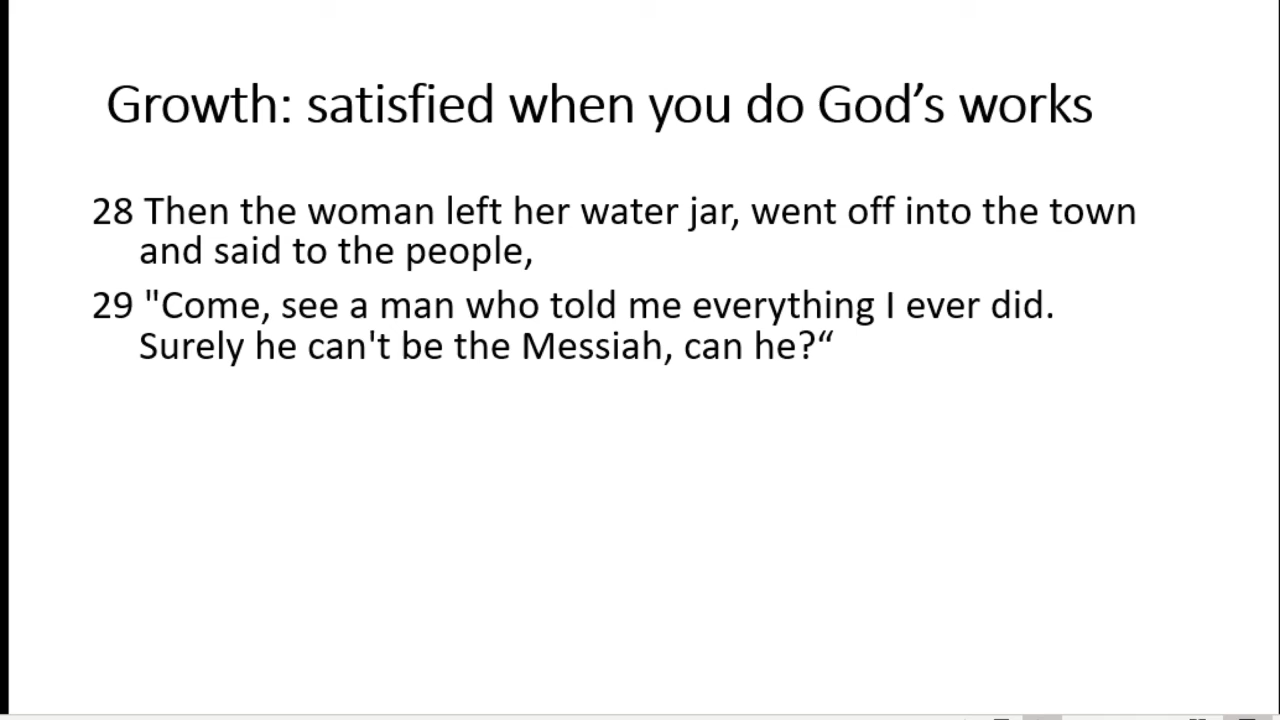 Growth: satisfied when you do God’s works
28 Then the woman left her water jar, went off into the town
and said to the people,
29 "Come, see a man who told me everything I ever did.
Surely he can't be the Messiah, can he?“